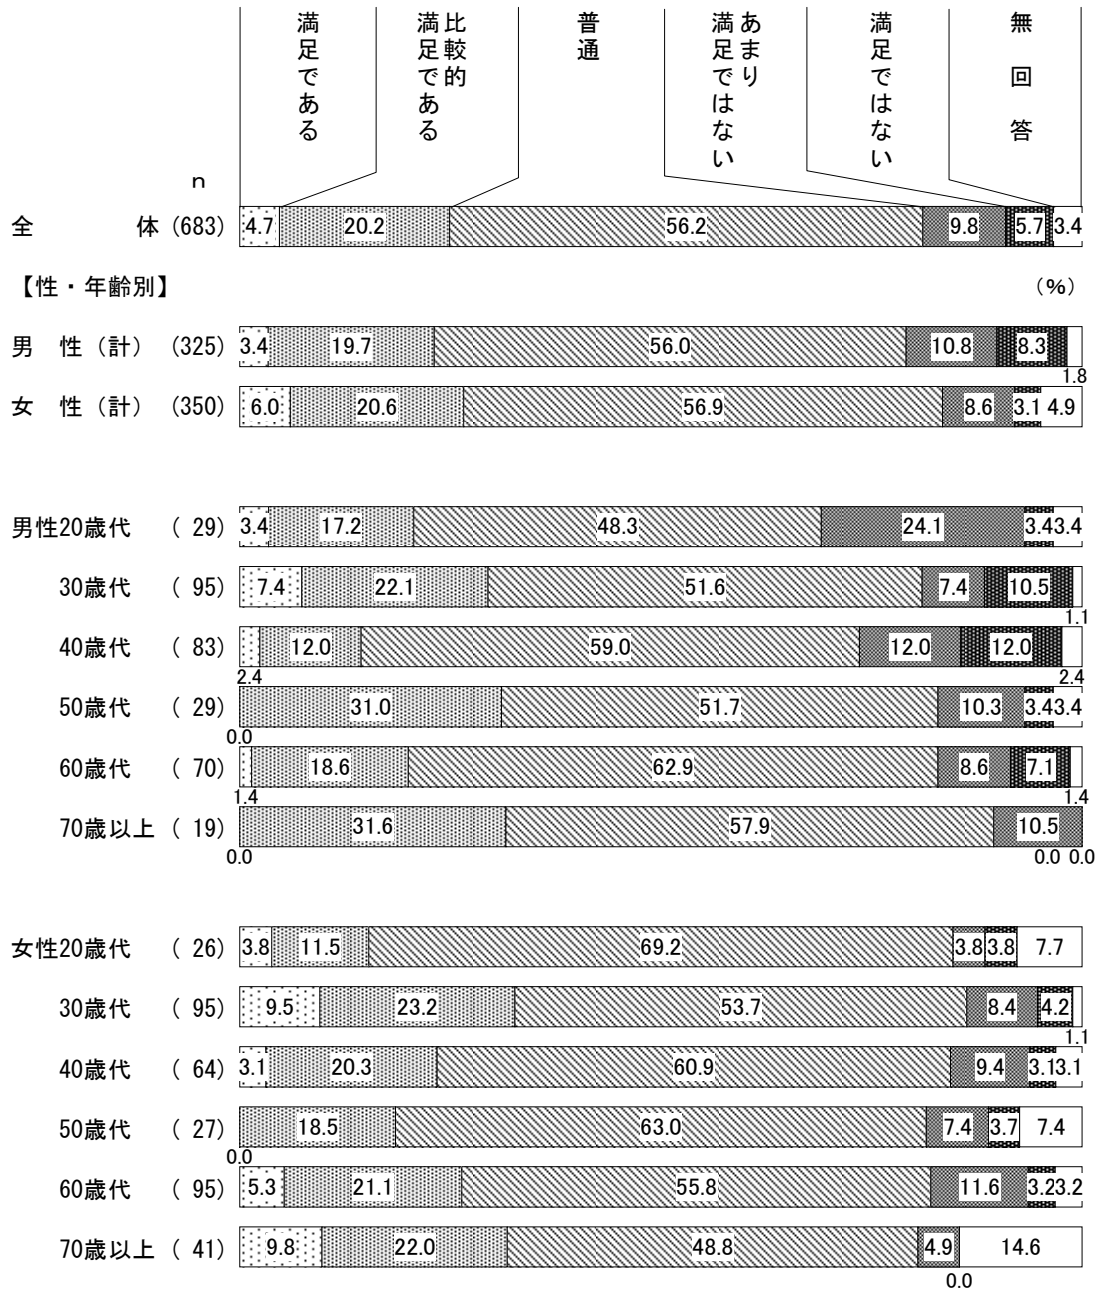 満足である
比較的
満足である
普通
あまり
満足ではない
満足ではない
無回答
n
全 体 (683) 4.7 20.2 56.2 9.8 5.7 3.4
【性・年齢別】 (%)
男 性 (計) (325) 3.4 19.7 56.0 10.8 8.3
1.8
女 性 (計) (350) 6.0 20.6 56.9 8.6 3.1 4.9
男性20歳代 ( 29) 3.4 17.2 48.3 24.1 3.4 3.4
30歳代 ( 95) 7.4 22.1 51.6 7.4 10.5
1.1
40歳代 ( 83) 12.0 59.0 12.0 12.0
2.4 2.4
50歳代 ( 29) 31.0 51.7 10.3 3.4 3.4
0.0
60歳代 ( 70) 18.6 62.9 8.6 7.1
1.4 1.4
70歳以上 ( 19) 31.6 57.9 10.5
0.0 0.0 0.0
女性20歳代 ( 26) 3.8 11.5 69.2 3.8 3.8 7.7
30歳代 ( 95) 9.5 23.2 53.7 8.4 4.2
1.1
40歳代 ( 64) 3.1 20.3 60.9 9.4 3.1 3.1
50歳代 ( 27) 18.5 63.0 7.4 3.7 7.4
0.0
60歳代 ( 95) 5.3 21.1 55.8 11.6 3.2 3.2
70歳以上 ( 41) 9.8 22.0 48.8 4.9 14.6
0.0